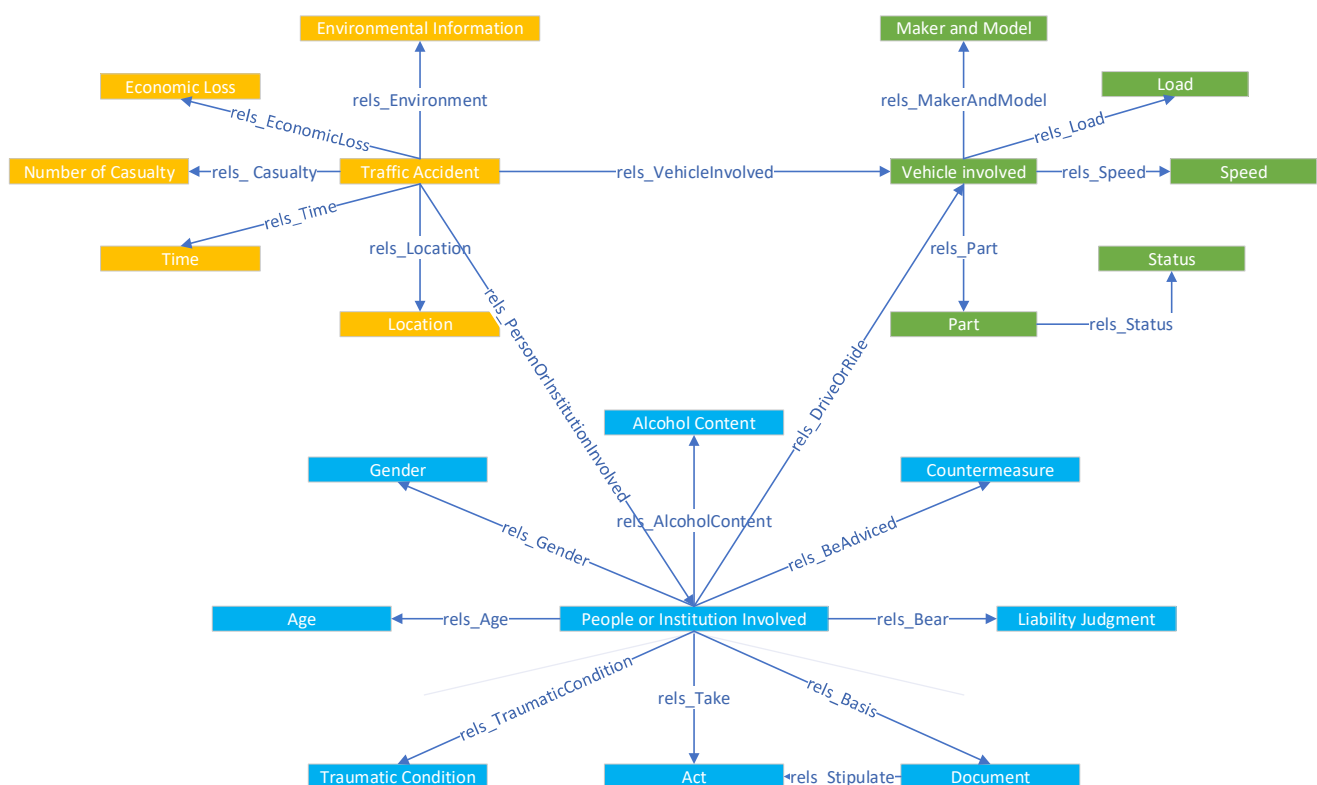 Environmental Information
Maker and Model
Economic Loss
Load
rels_Environment
rels_MakerAndModel
rels_EconomicLoss
rels_Load
Number of Casualty
rels_ Casualty
Traffic Accident
rels_VehicleInvolved
Vehicle involved
rels_Speed
Speed
rels_Time
rels_Location
rels_Part
Time
Status
Location
Part
rels_Status
rels_PersonOrInstitutionInvolved
rels_DriveOrRide
Alcohol Content
Gender
Countermeasure
rels_AlcoholContent
rels_Gender
rels_BeAdviced
Age
rels_Age
People or Institution Involved
rels_Bear
Liability Judgment
rels_TraumaticCondition
rels_Take
rels_Basis
Traumatic Condition
Act
rels_Stipulate
Document